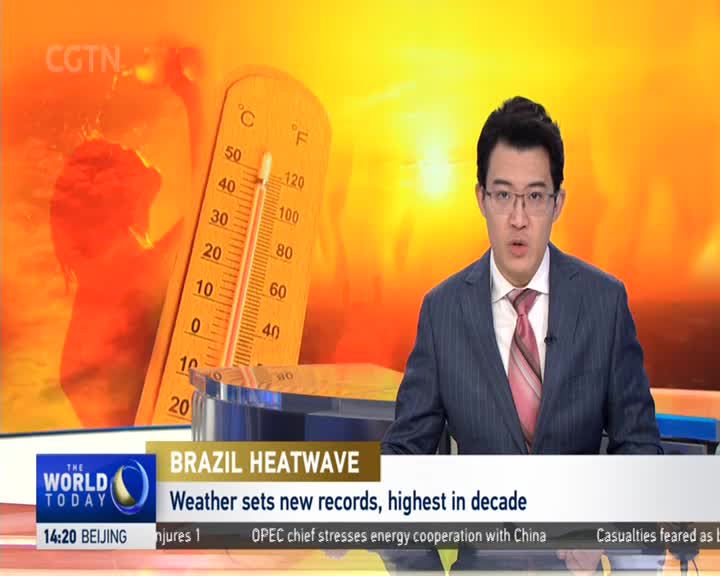 CGTN
°C
°F
50
120
40
100
30
80
20
60
10
0
40
10
20
BRAZIL HEATWAVE
THE
WORLD
TODAY
Weather sets new records, highest in decade
14:20 BEIJING
njures 1
OPEC chief stresses energy cooperation with China
Casualties feared as b